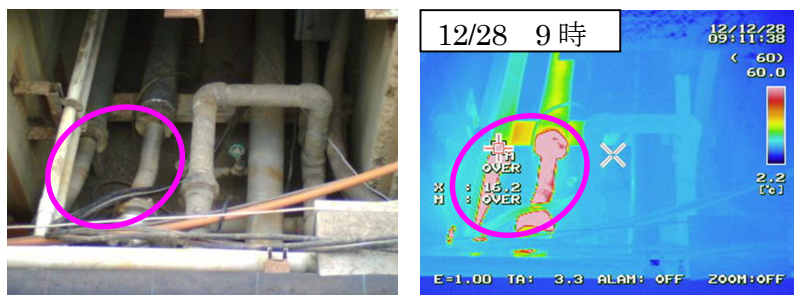 12/28 9時
12/12/28
09:11:38
( 60)
60.0
2.2
[℃]
M
OVER
X : 16.2
M : OVER
E=1.00 TA: 3.3 ALAM: OFF ZOOM:OFF